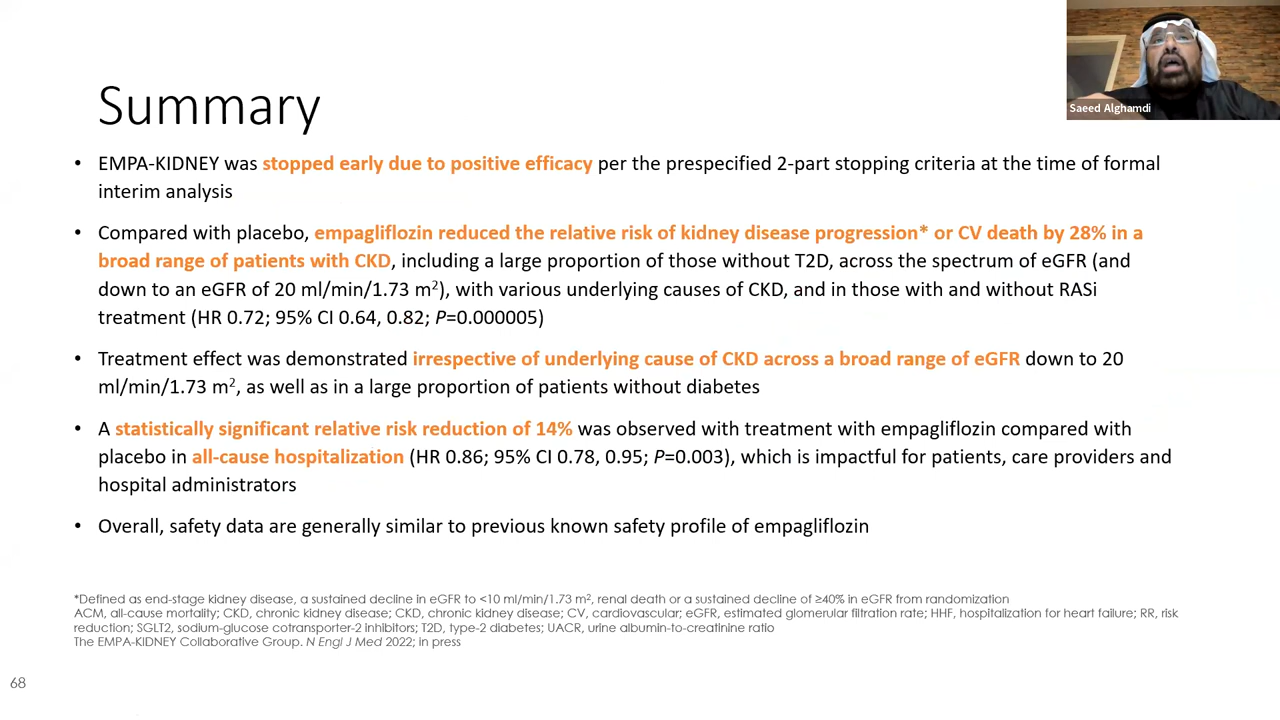 Saeed Alghamdi
Summary
• EMPA-KIDNEY was stopped early due to positive efficacy per the prespecified 2-part stopping criteria at the time of formal
interim analysis
• Compared with placebo, empagliflozin reduced the relative risk of kidney disease progression* or CV death by 28% in a
broad range of patients with CKD, including a large proportion of those without T2D, across the spectrum of eGFR (and
down to an eGFR of 20 ml/min/1.73 m²), with various underlying causes of CKD, and in those with and without RASi
treatment (HR 0.72; 95% CI 0.64, 0.82; P=0.000005)
• Treatment effect was demonstrated irrespective of underlying cause of CKD across a broad range of eGFR down to 20
ml/min/1.73 m², as well as in a large proportion of patients without diabetes
• A statistically significant relative risk reduction of 14% was observed with treatment with empagliflozin compared with
placebo in all-cause hospitalization (HR 0.86; 95% CI 0.78, 0.95; P=0.003), which is impactful for patients, care providers and
hospital administrators
• Overall, safety data are generally similar to previous known safety profile of empagliflozin
*Defined as end-stage kidney disease, a sustained decline in eGFR to <10 ml/min/1.73 m², renal death or a sustained decline of ≥40% in eGFR from randomization
ACM, all-cause mortality; CKD, chronic kidney disease; CKD, chronic kidney disease; CV, cardiovascular; eGFR, estimated glomerular filtration rate; HHF, hospitalization for heart failure; RR, risk
reduction; SGLT2, sodium-glucose cotransporter-2 inhibitors; T2D, type-2 diabetes; UACR, urine albumin-to-creatinine ratio
The EMPA-KIDNEY Collaborative Group. N Engl J Med 2022; in press
68